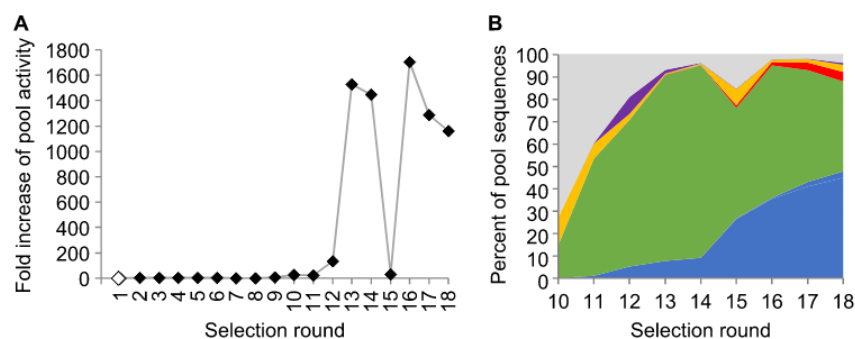 A
Fold increase of pool activity
1800
1600
1400
1200
1000
800
600
400
200
0
1 2 3 4 5 6 7 8 9 10 11 12 13 14 15 16 17 18
Selection round
B
Percent of pool sequences
100
90
80
70
60
50
40
30
20
10
0
10 11 12 13 14 15 16 17 18
Selection round